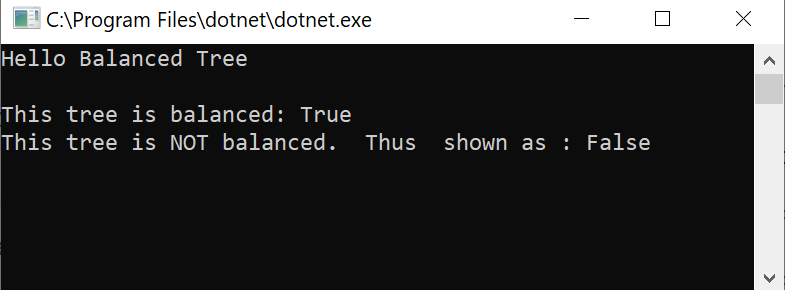 C:\Program Files\dotnet\dotnet.exe
Hello Balanced Tree
This tree is balanced: True
This tree is NOT balanced.  Thus  shown as : False